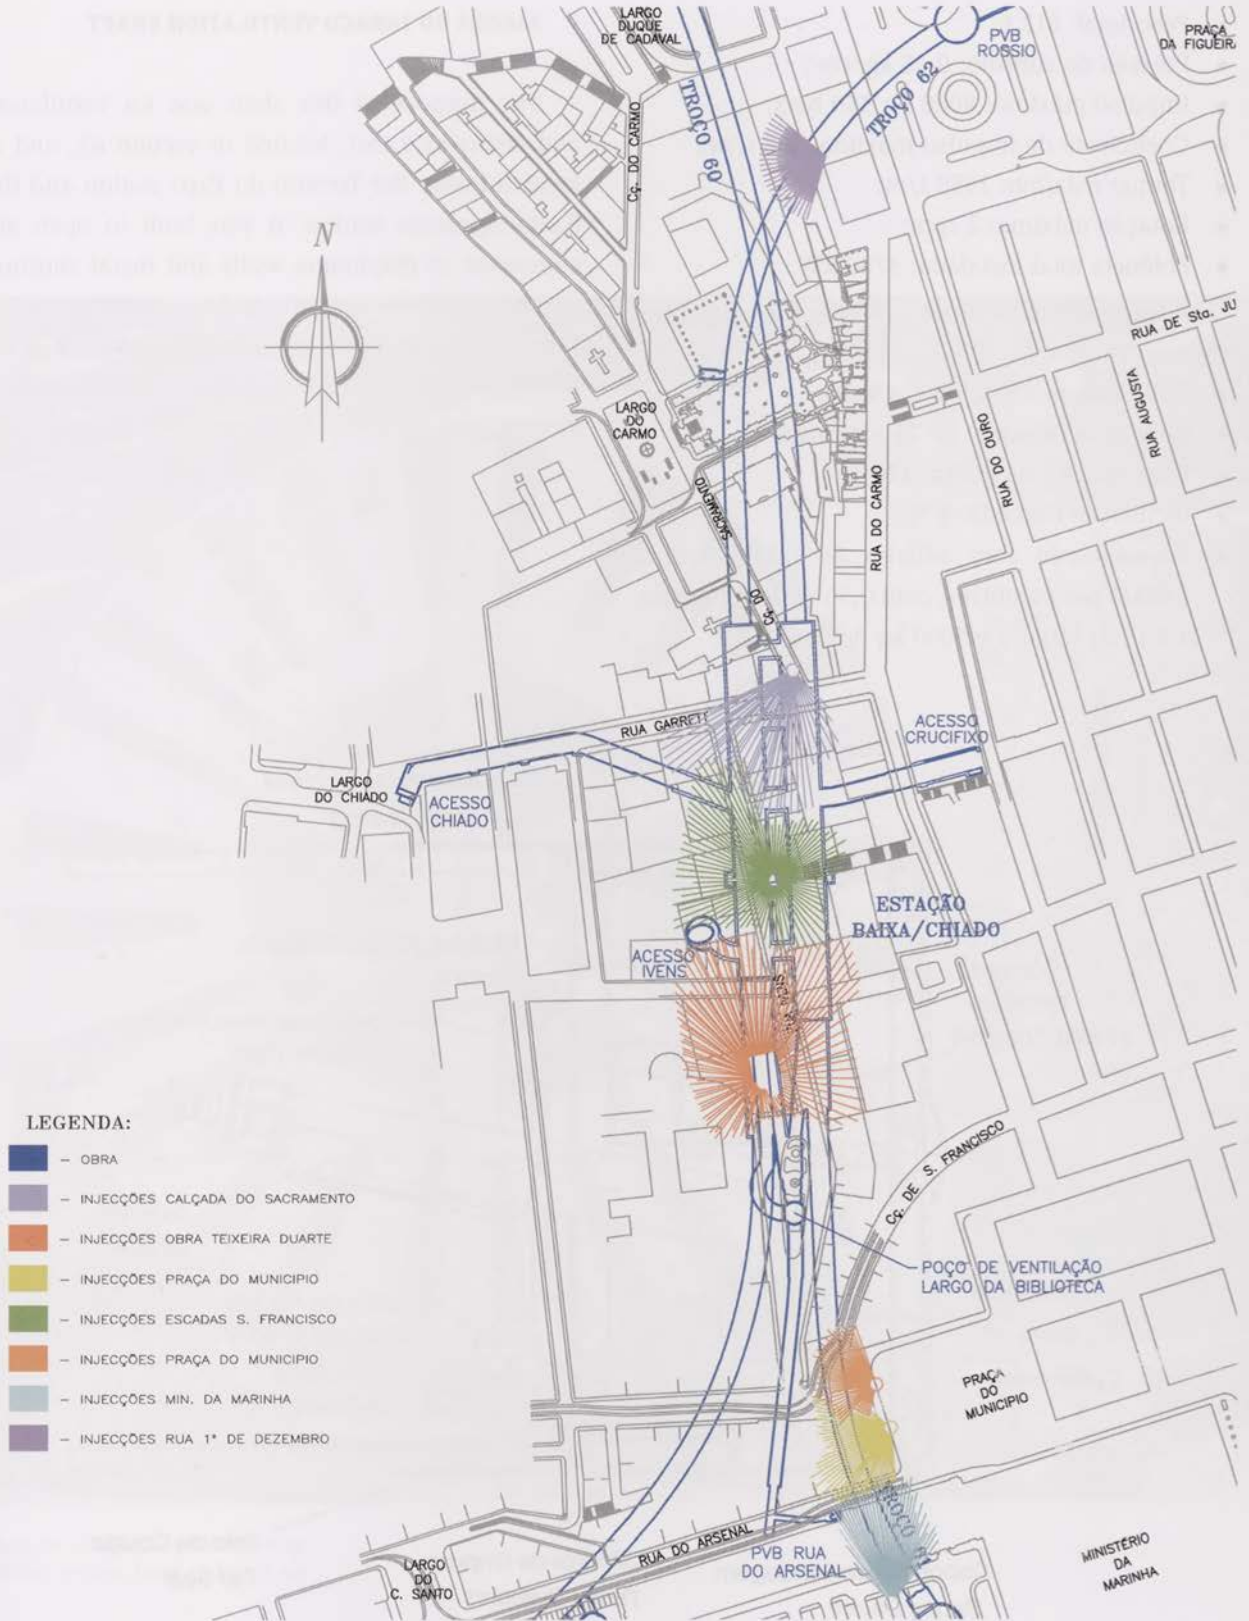 LARGO
DUQUE
DE CADAVAL
PVB
ROSSIO
PRAÇA
DA FIGUEIRA
TROÇO 60
TROÇO 62
Cç. DO CARMO
N
RUA DE Sta. JU
RUA AUGUSTA
RUA DO OURO
LARGO
DO
CARMO
RUA DO CARMO
Cç. DO SACRAMENTO
RUA GARRETT
ACESSO
CRUCIFIXO
LARGO
DO CHIADO
ACESSO
CHIADO
ESTAÇÃO
BAIXA/CHIADO
ACESSO
IVENS
Cç. DE S. FRANCISCO
LEGENDA:
– OBRA
– INJECÇÕES CALÇADA DO SACRAMENTO
– INJECÇÕES OBRA TEIXEIRA DUARTE
– INJECÇÕES PRAÇA DO MUNICIPIO
– INJECÇÕES ESCADAS S. FRANCISCO
– INJECÇÕES PRAÇA DO MUNICIPIO
– INJECÇÕES MIN. DA MARINHA
– INJECÇÕES RUA 1º DE DEZEMBRO
POÇO DE VENTILAÇÃO
LARGO DA BIBLIOTECA
PRAÇA
DO
MUNICIPIO
TROÇO 61
RUA DO ARSENAL
PVB RUA
DO ARSENAL
LARGO
DO
C. SANTO
MINISTÉRIO
DA
MARINHA